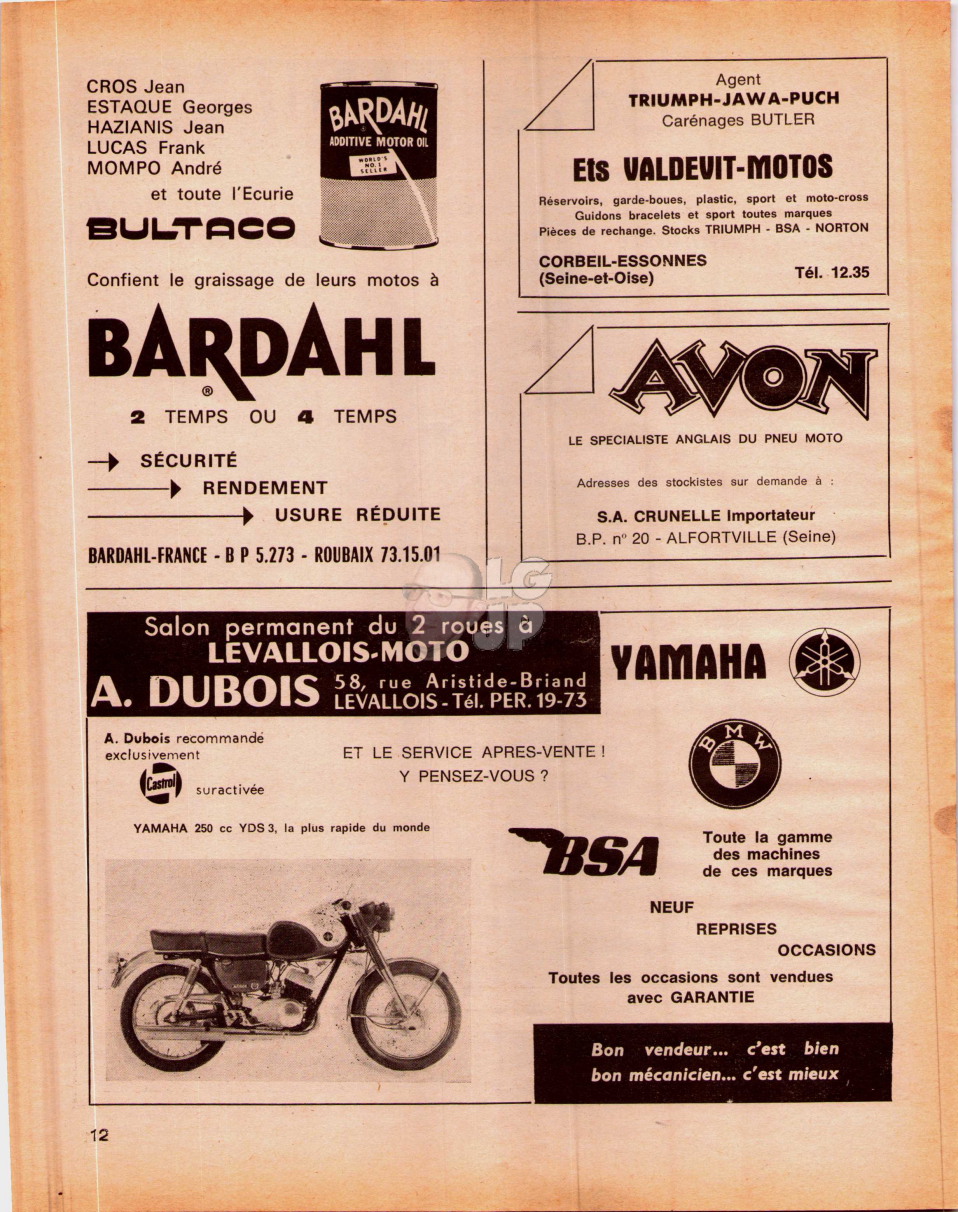 CROS Jean
ESTAQUE Georges
HAZIANIS Jean
LUCAS Frank
MOMPO André
et toute l'Ecurie
BULTACO
BARDAHL
ADDITIVE MOTOR OIL
WORLD'S
NO. 1
SELLER
Confient le graissage de leurs motos à
BARDAHL
®
2 TEMPS OU 4 TEMPS
SÉCURITÉ
RENDEMENT
USURE RÉDUITE
BARDAHL-FRANCE - B P 5.273 - ROUBAIX 73.15.01
Agent
TRIUMPH-JAWA-PUCH
Carénages BUTLER
Ets VALDEVIT-MOTOS
Réservoirs, garde-boues, plastic, sport et moto-cross
Guidons bracelets et sport toutes marques
Pièces de rechange. Stocks TRIUMPH - BSA - NORTON
CORBEIL-ESSONNES
(Seine-et-Oise) Tél. 12.35
AVON
LE SPECIALISTE ANGLAIS DU PNEU MOTO
Adresses des stockistes sur demande à :
S.A. CRUNELLE Importateur
B.P. n° 20 - ALFORTVILLE (Seine)
LG
JP
Salon permanent du 2 roues à
LEVALLOIS-MOTO
A. DUBOIS 58, rue Aristide-Briand
LEVALLOIS - Tél. PER. 19-73
YAMAHA
A. Dubois recommande
exclusivement
Castrol suractivée
ET LE SERVICE APRES-VENTE !
Y PENSEZ-VOUS ?
BMW
YAMAHA 250 cc YDS 3, la plus rapide du monde
BSA
Toute la gamme
des machines
de ces marques
NEUF
REPRISES
OCCASIONS
Toutes les occasions sont vendues
avec GARANTIE
Bon vendeur... c'est bien
bon mécanicien... c'est mieux
12